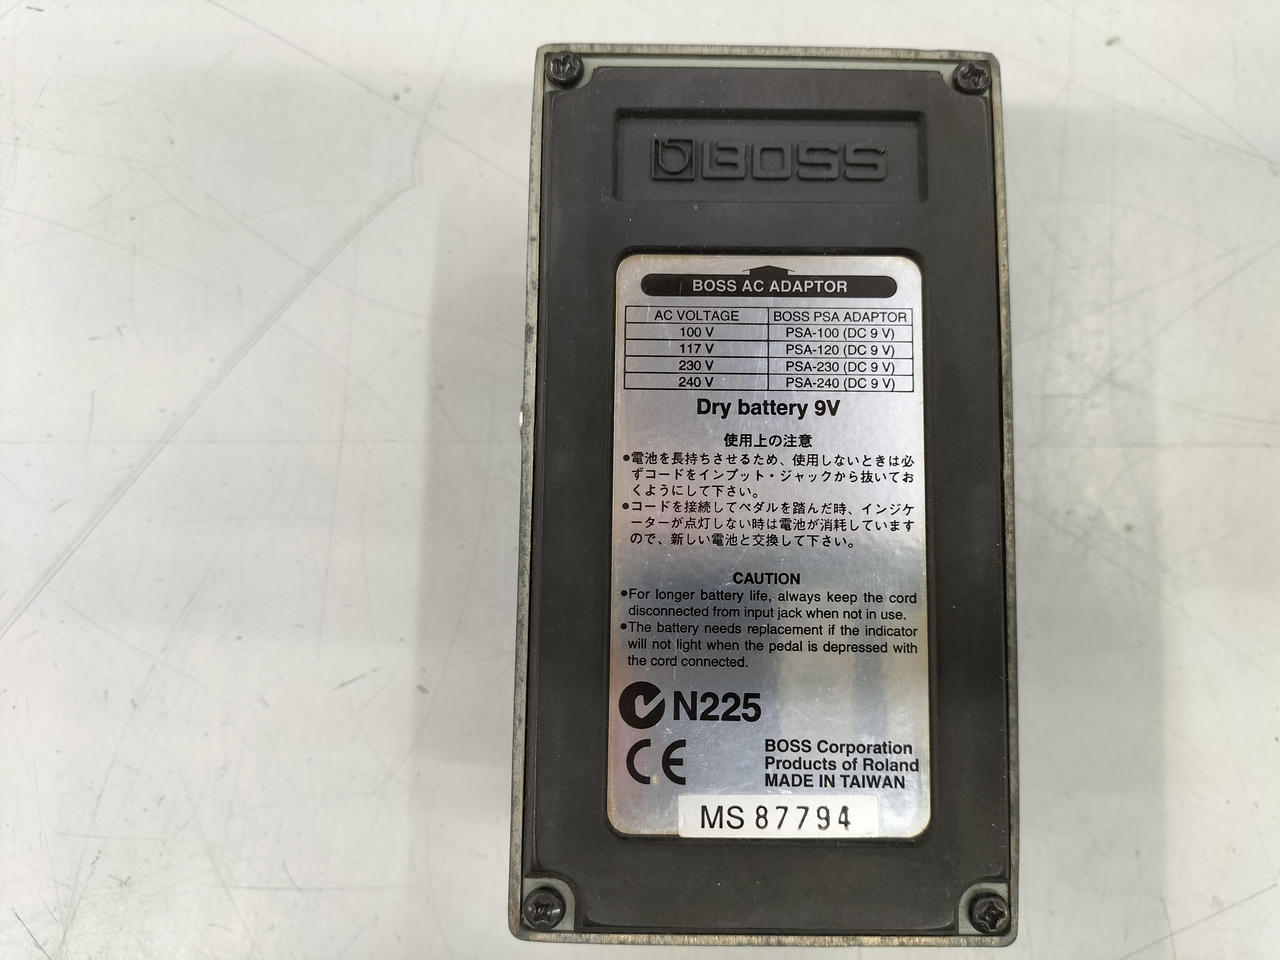 BOSS
BOSS AC ADAPTOR
AC VOLTAGE BOSS PSA ADAPTOR
100 V PSA-100 (DC 9 V)
117 V PSA-120 (DC 9 V)
230 V PSA-230 (DC 9 V)
240 V PSA-240 (DC 9 V)
Dry battery 9V
使用上の注意
●電池を長持ちさせるため、使用しないときは必
ずコードをインプット・ジャックから抜いてお
くようにして下さい。
●コードを接続してペダルを踏んだ時、インジケ
ーターが点灯しない時は電池が消耗しています
ので、新しい電池と交換して下さい。
CAUTION
●For longer battery life, always keep the cord
disconnected from input jack when not in use.
●The battery needs replacement if the indicator
will not light when the pedal is depressed with
the cord connected.
N225
CE
BOSS Corporation
Products of Roland
MADE IN TAIWAN
MS 87794